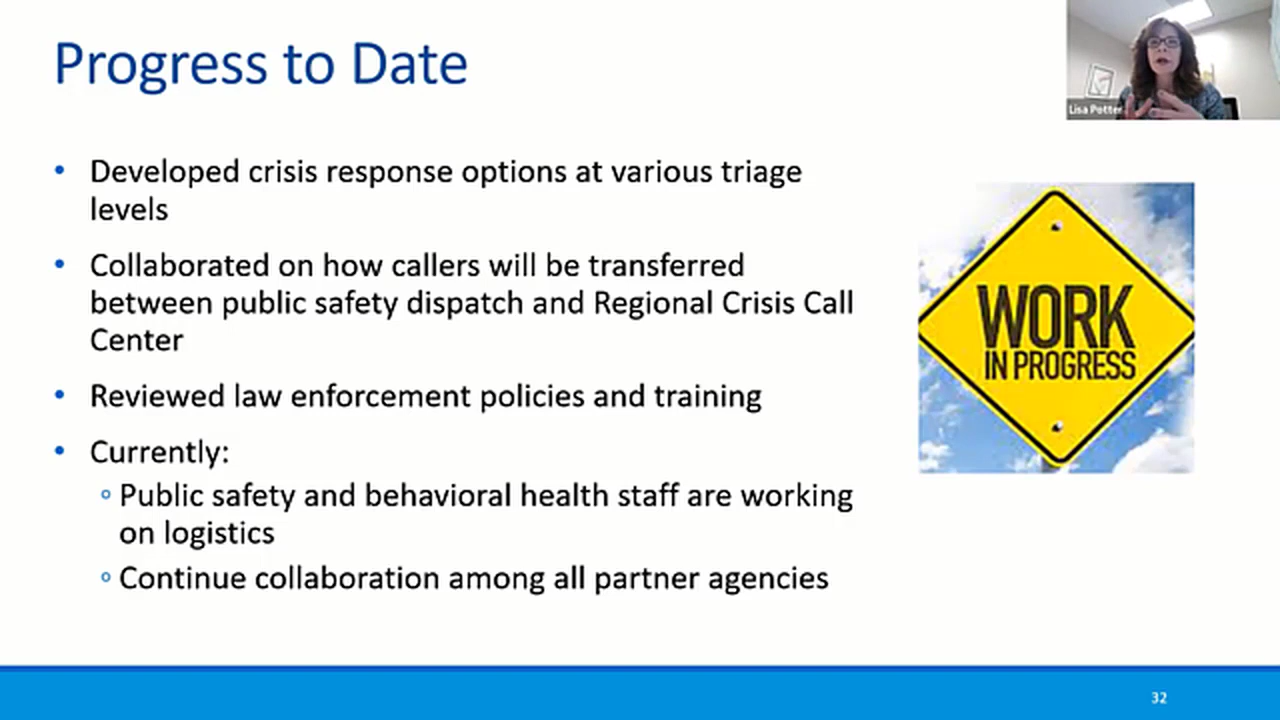 Progress to Date
Lisa Potter
• Developed crisis response options at various triage
levels
• Collaborated on how callers will be transferred
between public safety dispatch and Regional Crisis Call
Center
• Reviewed law enforcement policies and training
• Currently:
◦ Public safety and behavioral health staff are working
on logistics
◦ Continue collaboration among all partner agencies
WORK
IN PROGRESS
32